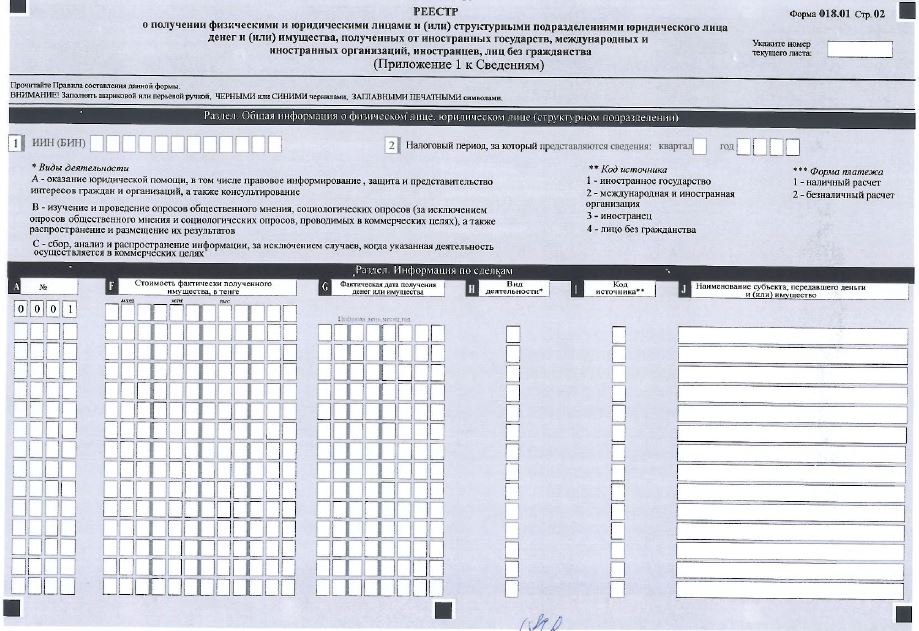 РЕЕСТР
Форма 018.01 Стр. 02
о получении физическими и юридическими лицами и (или) структурными подразделениями юридического лица
денег и (или) имущества, полученных от иностранных государств, международных и
иностранных организаций, иностранцев, лиц без гражданства
(Приложение 1 к Сведениям)
Укажите номер
текущего листа:
Прочитайте Правила составления данной формы.
ВНИМАНИЕ! Заполнять шариковой или перьевой ручкой, ЧЕРНЫМИ или СИНИМИ чернилами, ЗАГЛАВНЫМИ ПЕЧАТНЫМИ символами.
Раздел. Общая информация о физическом лице, юридическом лице (структурном подразделении)
1 ИИН (БИН)
2 Налоговый период, за который представляются сведения: квартал год
* Виды деятельности
А - оказание юридической помощи, в том числе правовое информирование , защита и представительство
интересов граждан и организаций, а также консультирование
В - изучение и проведение опросов общественного мнения, социологических опросов (за исключением
опросов общественного мнения и социологических опросов, проводимых в коммерческих целях), а также
распространение и размещение их результатов
С - сбор, анализ и распространение информации, за исключением случаев, когда указанная деятельность
осуществляется в коммерческих целях
** Код источника
1 - иностранное государство
2 - международная и иностранная
организация
3 - иностранец
4 - лицо без гражданства
*** Форма платежа
1 - наличный расчет
2 - безналичный расчет
Раздел. Информация по сделкам
A №
F Стоимость фактически полученного
имущества, в тенге
G Фактическая дата получения
денег или имущества
H Вид
деятельности*
I Код
источника**
J Наименование субъекта, передавшего деньги
и (или) имущество
0 0 0 1